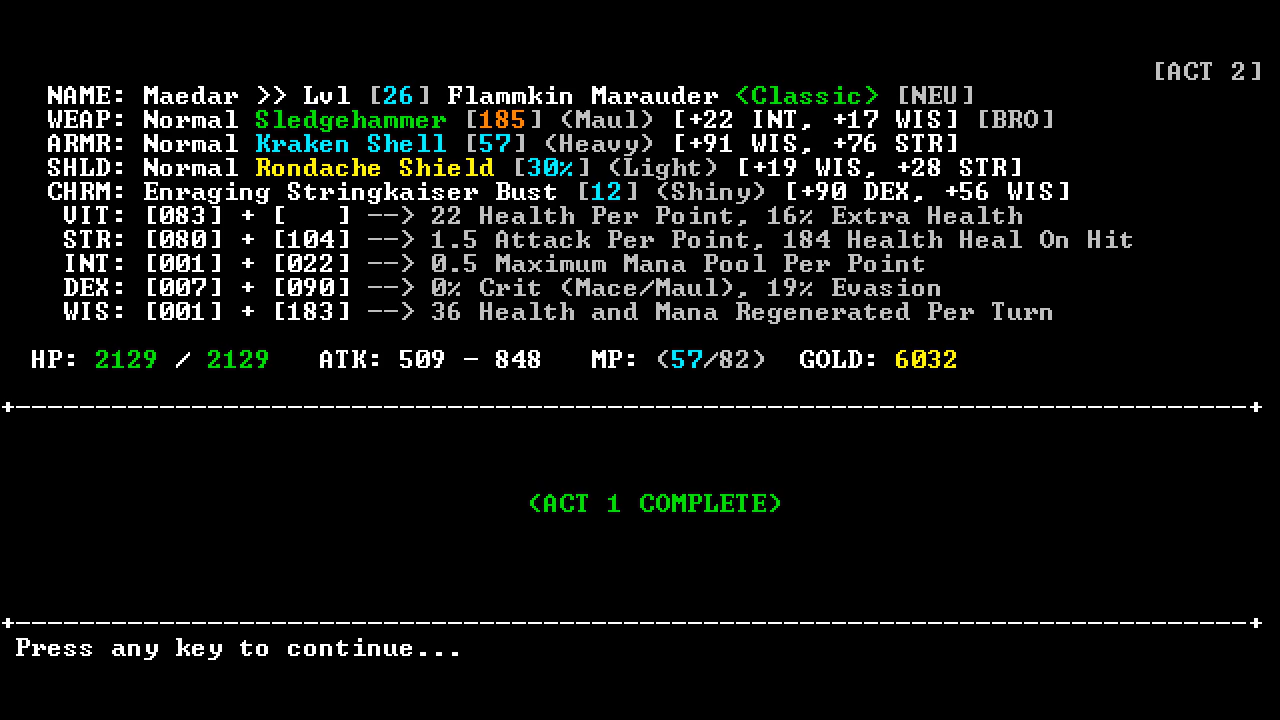 [ACT 2]
NAME: Maedar >> Lvl [26] Flammkin Marauder <Classic> [NEU]
WEAP: Normal Sledgehammer [185] (Maul) [+22 INT, +17 WIS] [BRO]
ARMR: Normal Kraken Shell [57] (Heavy) [+91 WIS, +76 STR]
SHLD: Normal Rondache Shield [30%] (Light) [+19 WIS, +28 STR]
CHRM: Enraging Stringkaiser Bust [12] (Shiny) [+90 DEX, +56 WIS]
VIT: [083] + [   ] --> 22 Health Per Point, 16% Extra Health
STR: [080] + [104] --> 1.5 Attack Per Point, 184 Health Heal On Hit
INT: [001] + [022] --> 0.5 Maximum Mana Pool Per Point
DEX: [007] + [090] --> 0% Crit (Mace/Maul), 19% Evasion
WIS: [001] + [183] --> 36 Health and Mana Regenerated Per Turn
HP: 2129 / 2129   ATK: 509 - 848   MP: (57/82)  GOLD: 6032
<ACT 1 COMPLETE>
Press any key to continue...